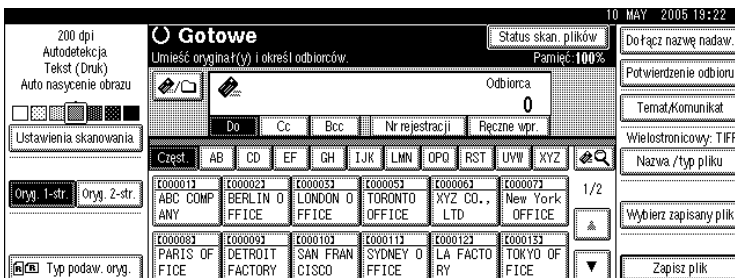 10 MAY 2005 19:22
200 dpi
Autodetekcja
Tekst (Druk)
Auto nasycenie obrazu
Ustawienia skanowania
Oryg. 1-str.
Oryg. 2-str.
Typ podaw. oryg.
Gotowe
Status skan. plików
Umieść oryginał(y) i określ odbiorców.
Pamięć:100%
Odbiorca
0
Do
Cc
Bcc
Nr rejestracji
Ręczne wpr.
Częst.
AB
CD
EF
GH
IJK
LMN
OPQ
RST
UVW
XYZ
[00001]
ABC COMP
ANY
[00002]
BERLIN O
FFICE
[00003]
LONDON O
FFICE
[00005]
TORONTO
OFFICE
[00006]
XYZ CO.,
LTD
[00007]
New York
OFFICE
[00008]
PARIS OF
FICE
[00009]
DETROIT
FACTORY
[00010]
SAN FRAN
CISCO
[00011]
SYDNEY O
FFICE
[00012]
LA FACTO
RY
[00013]
TOKYO OF
FICE
1/2
Dołącz nazwę nadaw.
Potwierdzenie odbioru
Temat/Komunikat
Wielostronicowy: TIFF
Nazwa /typ pliku
Wybierz zapisany plik
Zapisz plik